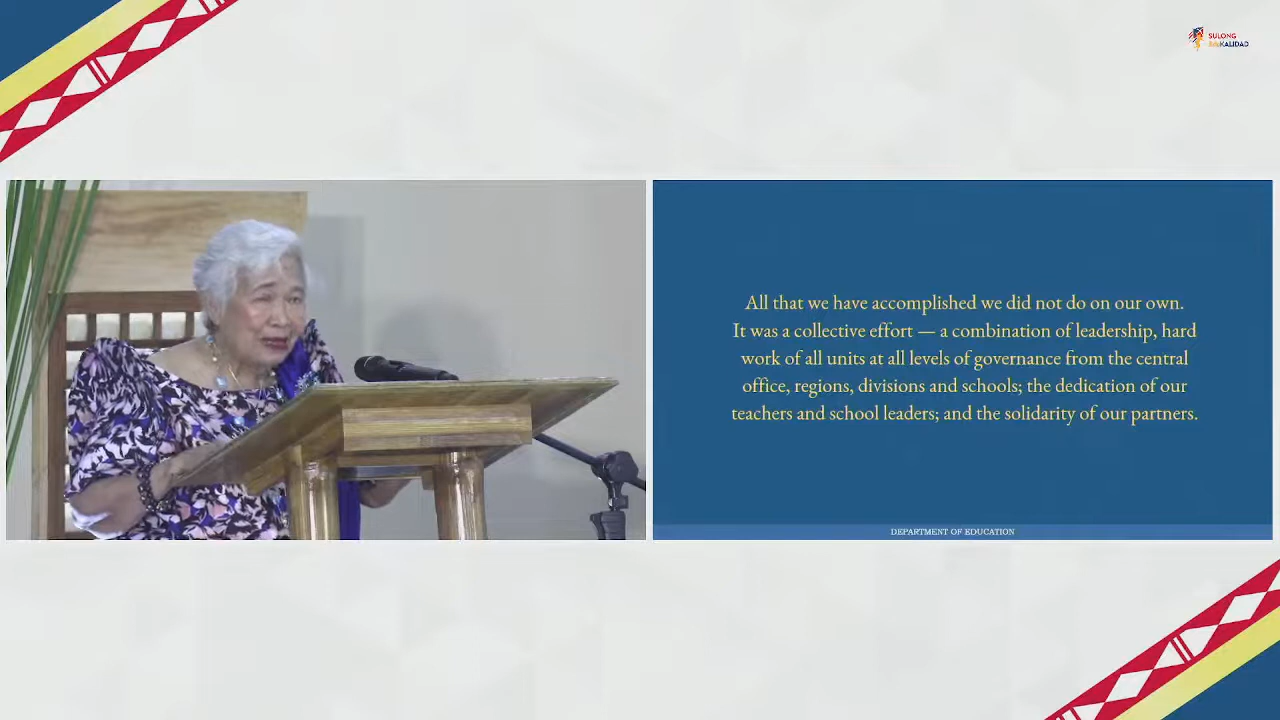 SULONG
EduKALIDAD
All that we have accomplished we did not do on our own.
It was a collective effort — a combination of leadership, hard
work of all units at all levels of governance from the central
office, regions, divisions and schools; the dedication of our
teachers and school leaders; and the solidarity of our partners.
DEPARTMENT OF EDUCATION